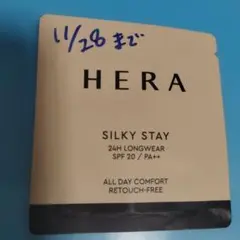 11/28まで
HERA
SILKY STAY
24H LONGWEAR
SPF 20 / PA++
ALL DAY COMFORT
RETOUCH-FREE